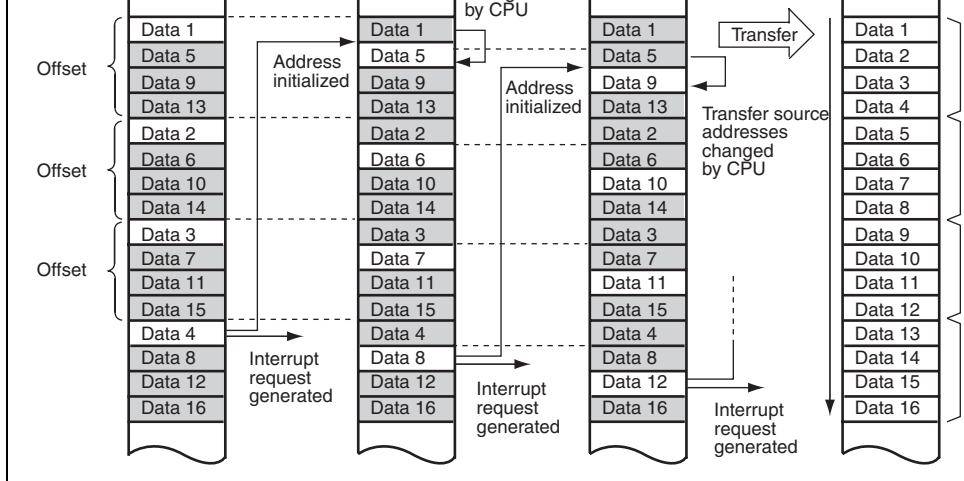 by CPU
Offset
Offset
Offset
Data 1
Data 5
Data 9
Data 13
Data 2
Data 6
Data 10
Data 14
Data 3
Data 7
Data 11
Data 15
Data 4
Data 8
Data 12
Data 16
Address
initialized
Interrupt
request
generated
Data 1
Data 5
Data 9
Data 13
Data 2
Data 6
Data 10
Data 14
Data 3
Data 7
Data 11
Data 15
Data 4
Data 8
Data 12
Data 16
Address
initialized
Interrupt
request
generated
Data 1
Data 5
Data 9
Data 13
Data 2
Data 6
Data 10
Data 14
Data 3
Data 7
Data 11
Data 15
Data 4
Data 8
Data 12
Data 16
Transfer
Transfer source
addresses
changed
by CPU
Interrupt
request
generated
Data 1
Data 2
Data 3
Data 4
Data 5
Data 6
Data 7
Data 8
Data 9
Data 10
Data 11
Data 12
Data 13
Data 14
Data 15
Data 16